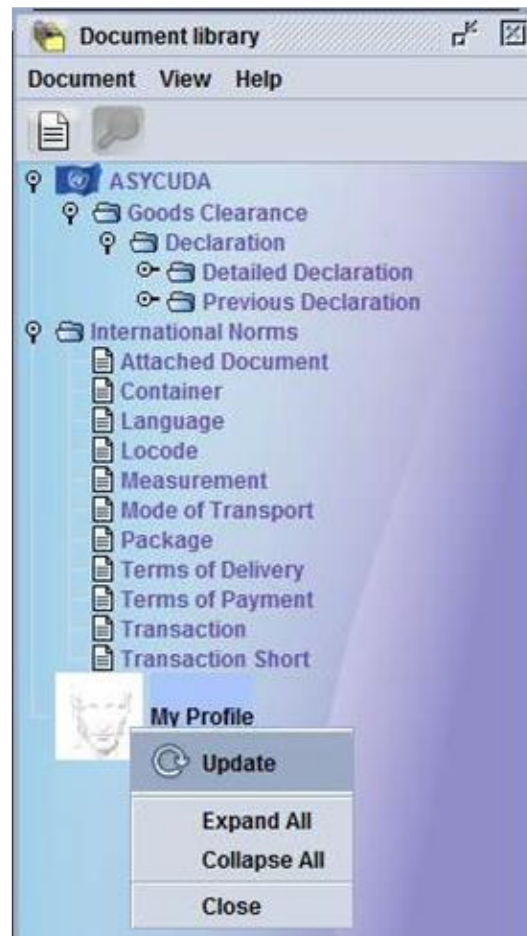 Document library
Document View Help
ASYCUDA
Goods Clearance
Declaration
Detailed Declaration
Previous Declaration
International Norms
Attached Document
Container
Language
Locode
Measurement
Mode of Transport
Package
Terms of Delivery
Terms of Payment
Transaction
Transaction Short
My Profile
Update
Expand All
Collapse All
Close